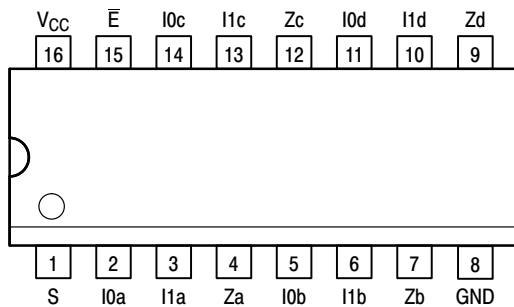 V_CC E̅ I0c I1c Zc I0d I1d Zd
16 15 14 13 12 11 10 9
1 2 3 4 5 6 7 8
S I0a I1a Za I0b I1b Zb GND